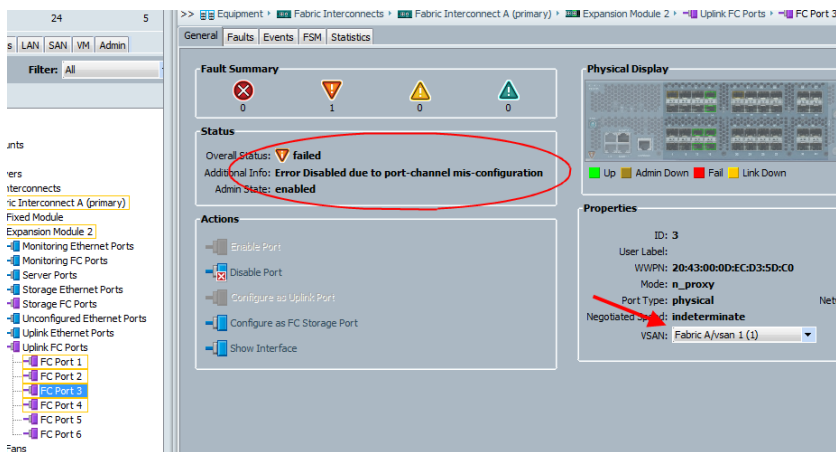 24 5
>> Equipment › Fabric Interconnects › Fabric Interconnect A (primary) › Expansion Module 2 › Uplink FC Ports › FC Port 3
s LAN SAN VM Admin
Filter: All
unts
vers
nterconnects
ric Interconnect A (primary)
Fixed Module
Expansion Module 2
Monitoring Ethernet Ports
Monitoring FC Ports
Server Ports
Storage Ethernet Ports
Storage FC Ports
Unconfigured Ethernet Ports
Uplink Ethernet Ports
Uplink FC Ports
FC Port 1
FC Port 2
FC Port 3
FC Port 4
FC Port 5
FC Port 6
Fans
General Faults Events FSM Statistics
Fault Summary
0 1 0 0
Status
Overall Status: failed
Additional Info: Error Disabled due to port-channel mis-configuration
Admin State: enabled
Actions
Enable Port
Disable Port
Configure as Uplink Port
Configure as FC Storage Port
Show Interface
Physical Display
Up Admin Down Fail Link Down
Properties
ID: 3
User Label:
WWPN: 20:43:00:0D:EC:D3:5D:C0
Mode: n_proxy
Port Type: physical Net
Negotiated Speed: indeterminate
VSAN: Fabric A/vsan 1 (1)